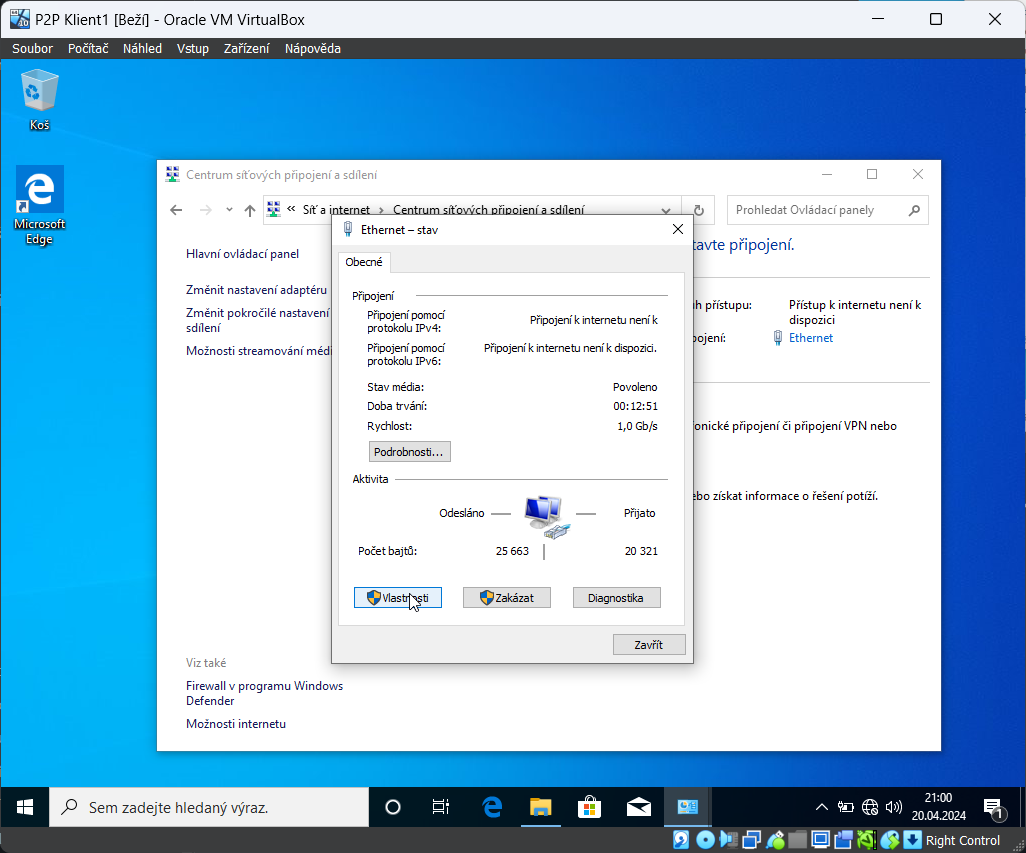 P2P Klient1 [Beží] - Oracle VM VirtualBox
Soubor Počítač Náhled Vstup Zařízení Nápověda
Koš
Microsoft
Edge
Centrum síťových připojení a sdílení
« Síť a internet > Centrum síťových připojení a sdílení
Prohledat Ovládací panely
Hlavní ovládací panel
Změnit nastavení adaptéru
Změnit pokročilé nastavení
sdílení
Možnosti streamování médi
Viz také
Firewall v programu Windows
Defender
Možnosti internetu
tavte připojení.
h přístupu:
Přístup k internetu není k
dispozici
ojení:
Ethernet
onické připojení či připojení VPN nebo
ebo získat informace o řešení potíží.
Ethernet – stav
Obecné
Připojení
Připojení pomocí
protokolu IPv4:
Připojení k internetu není k
Připojení pomocí
protokolu IPv6:
Připojení k internetu není k dispozici.
Stav média: Povoleno
Doba trvání: 00:12:51
Rychlost: 1,0 Gb/s
Podrobnosti...
Aktivita
Odesláno — — Přijato
Počet bajtů: 25 663 | 20 321
Vlastnosti Zakázat Diagnostika
Zavřít
Sem zadejte hledaný výraz.
21:00
20.04.2024
1
Right Control